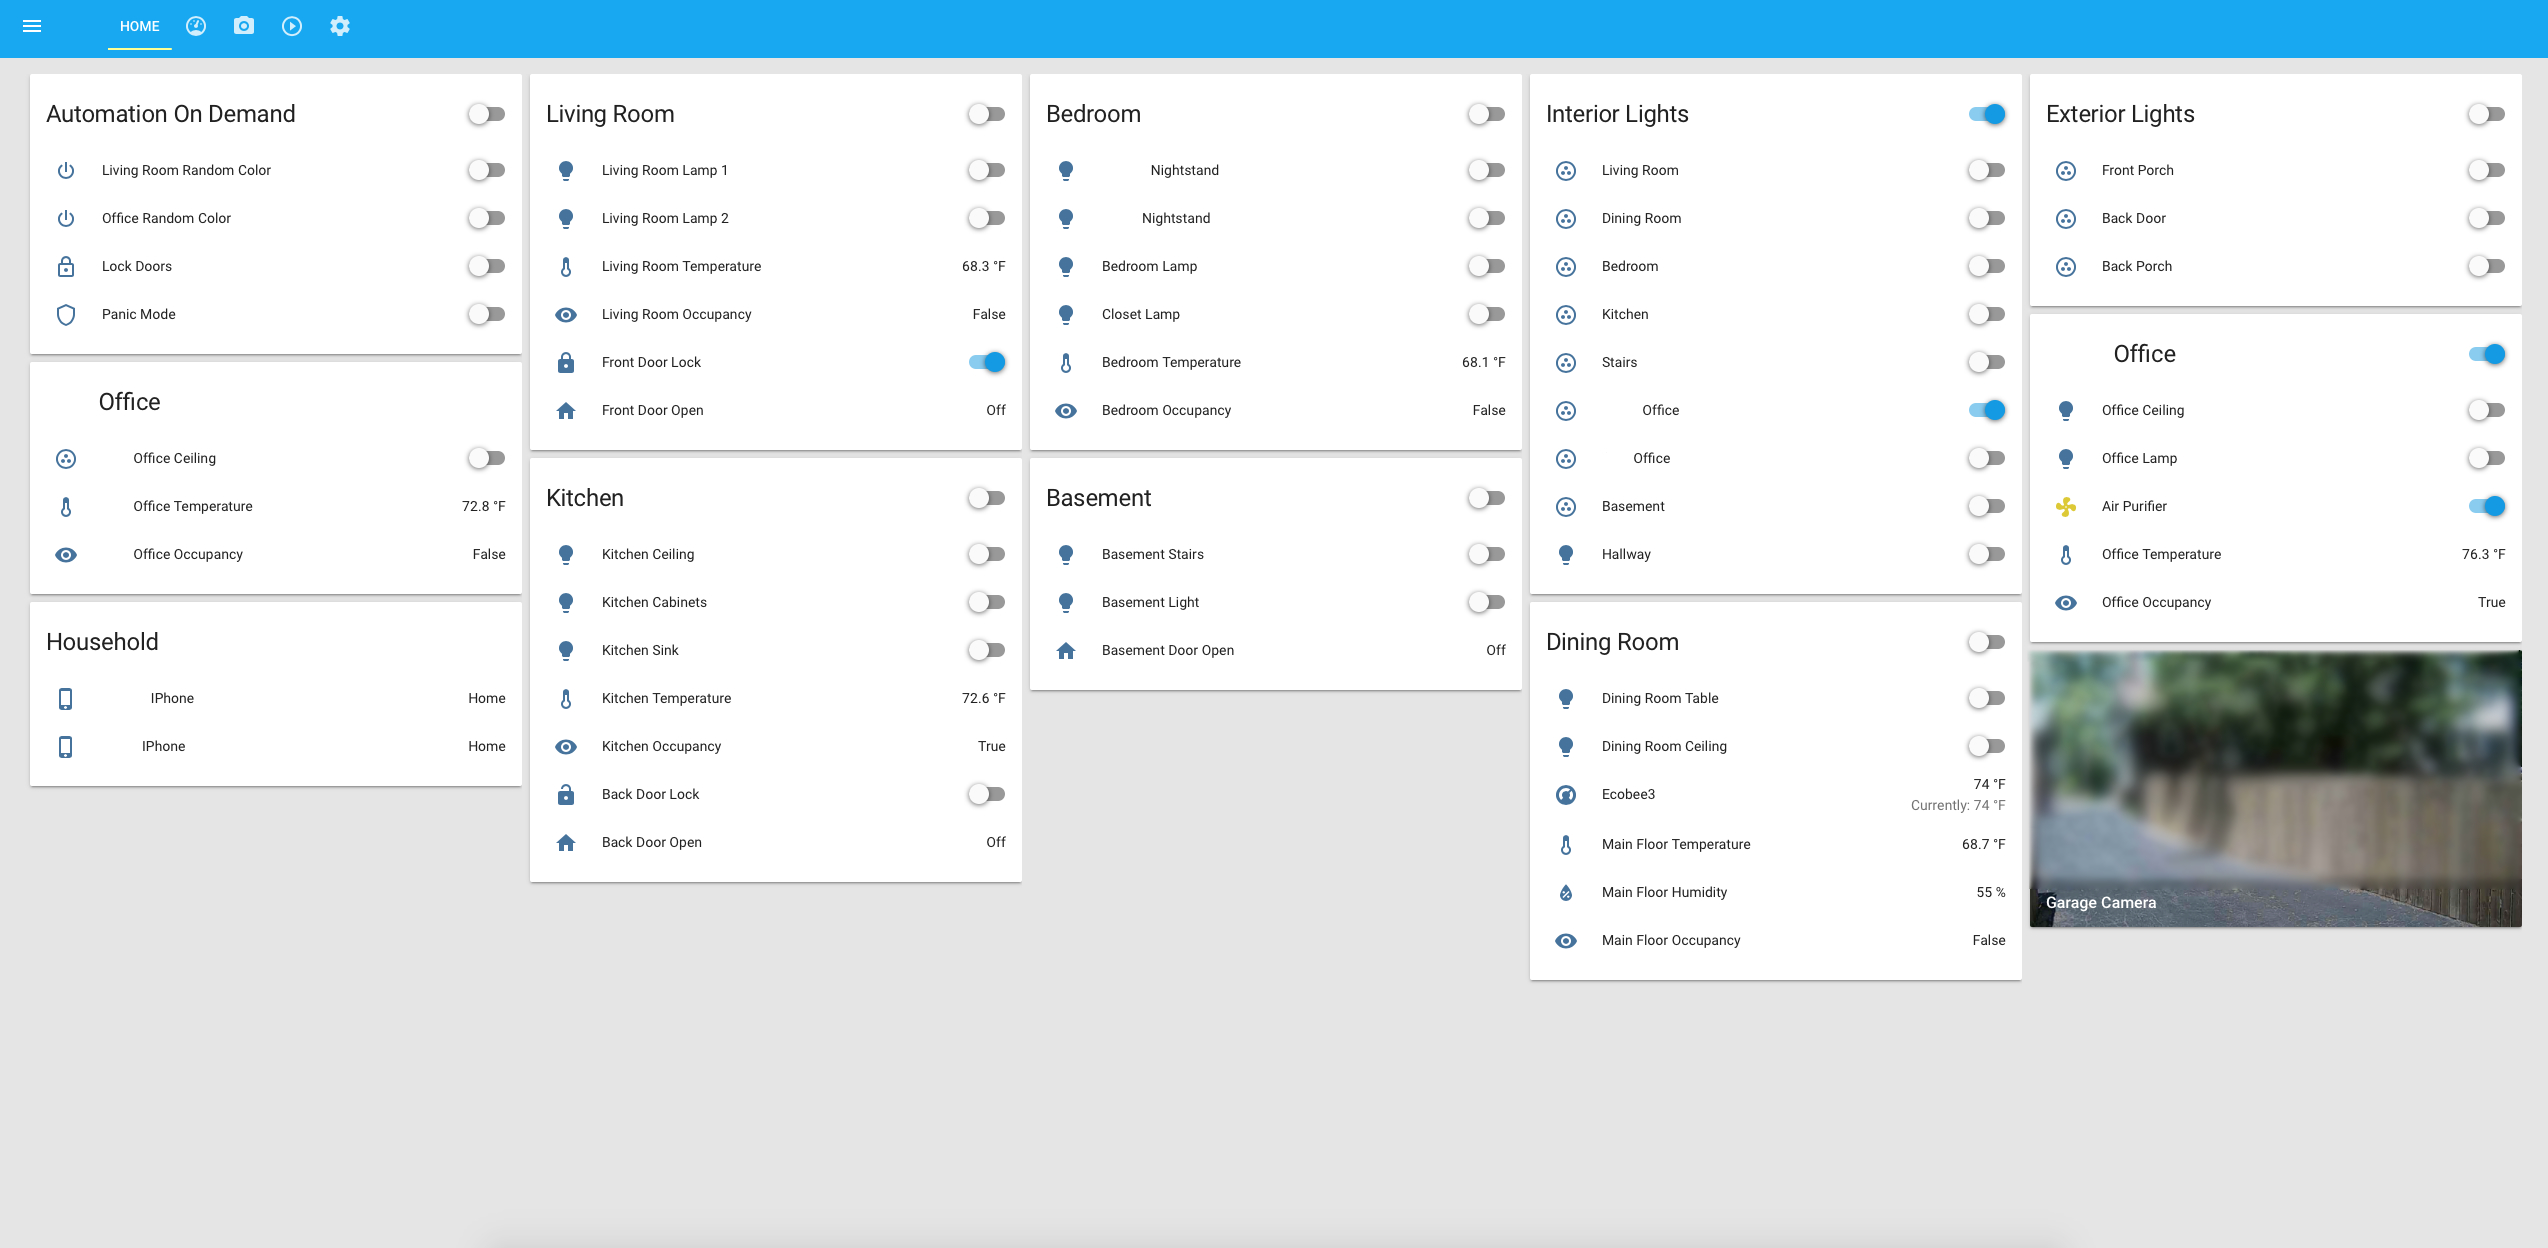 HOME
Automation On Demand
Living Room Random Color
Office Random Color
Lock Doors
Panic Mode
Office
Office Ceiling
Office Temperature 72.8 °F
Office Occupancy False
Household
IPhone Home
IPhone Home
Living Room
Living Room Lamp 1
Living Room Lamp 2
Living Room Temperature 68.3 °F
Living Room Occupancy False
Front Door Lock
Front Door Open Off
Kitchen
Kitchen Ceiling
Kitchen Cabinets
Kitchen Sink
Kitchen Temperature 72.6 °F
Kitchen Occupancy True
Back Door Lock
Back Door Open Off
Bedroom
Nightstand
Nightstand
Bedroom Lamp
Closet Lamp
Bedroom Temperature 68.1 °F
Bedroom Occupancy False
Basement
Basement Stairs
Basement Light
Basement Door Open Off
Interior Lights
Living Room
Dining Room
Bedroom
Kitchen
Stairs
Office
Office
Basement
Hallway
Dining Room
Dining Room Table
Dining Room Ceiling
Ecobee3 74 °F
Currently: 74 °F
Main Floor Temperature 68.7 °F
Main Floor Humidity 55 %
Main Floor Occupancy False
Exterior Lights
Front Porch
Back Door
Back Porch
Office
Office Ceiling
Office Lamp
Air Purifier
Office Temperature 76.3 °F
Office Occupancy True
Garage Camera